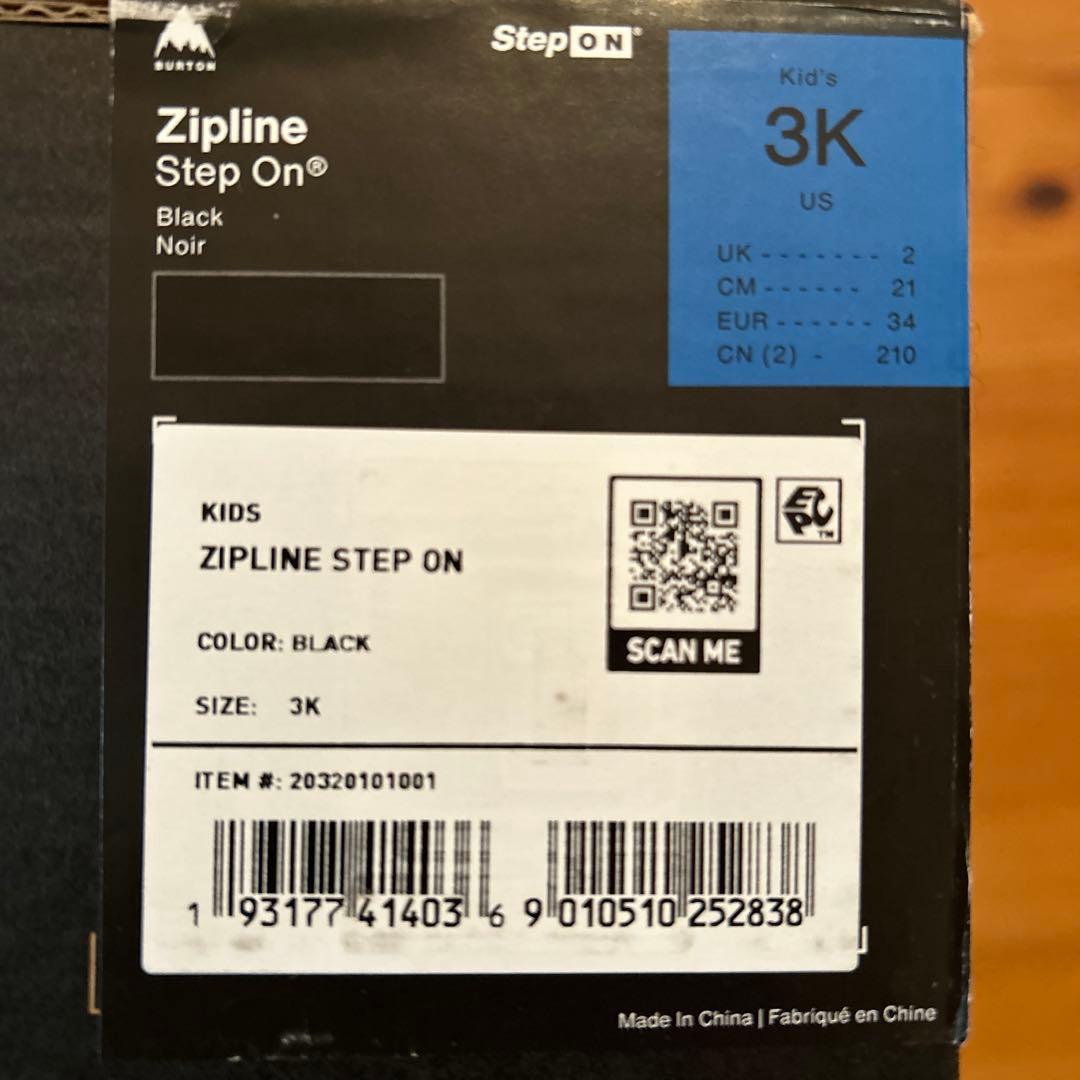 BURTON
Step ON®
Zipline
Step On®
Black
Noir
Kid's
3K
US
UK ------- 2
CM ------ 21
EUR ------ 34
CN (2) - 210
KIDS
ZIPLINE STEP ON
COLOR: BLACK
SIZE: 3K
SCAN ME
EPC™
ITEM #: 20320101001
1 93177 41403 6 9 010510 252838
Made In China | Fabriqué en Chine